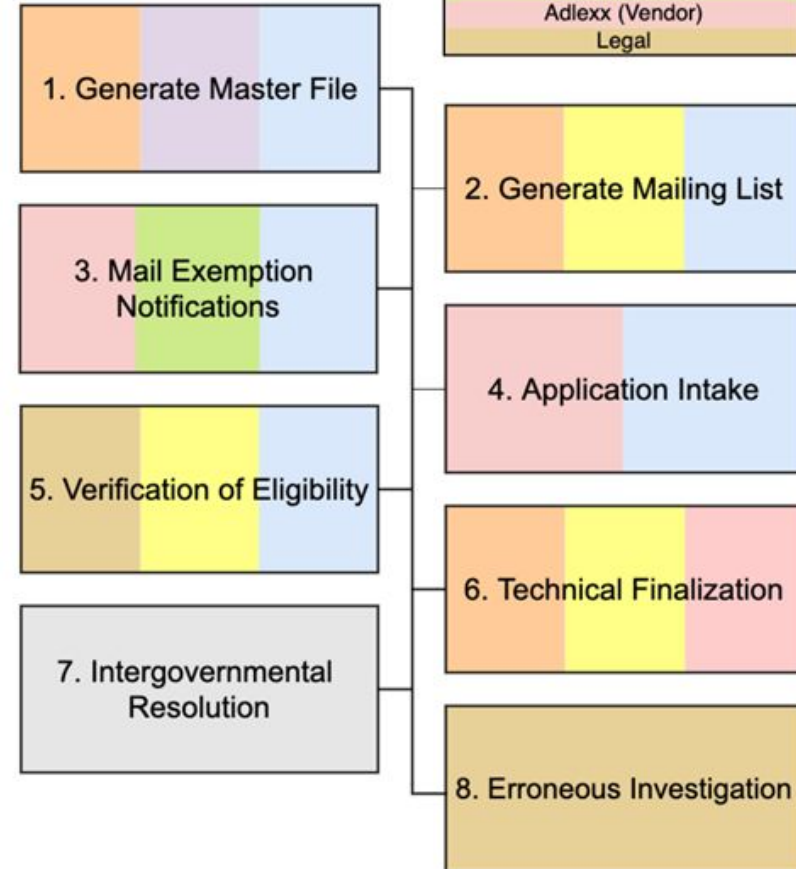 Adlexx (Vendor)
Legal
1. Generate Master File
2. Generate Mailing List
3. Mail Exemption
Notifications
4. Application Intake
5. Verification of Eligibility
6. Technical Finalization
7. Intergovernmental
Resolution
8. Erroneous Investigation